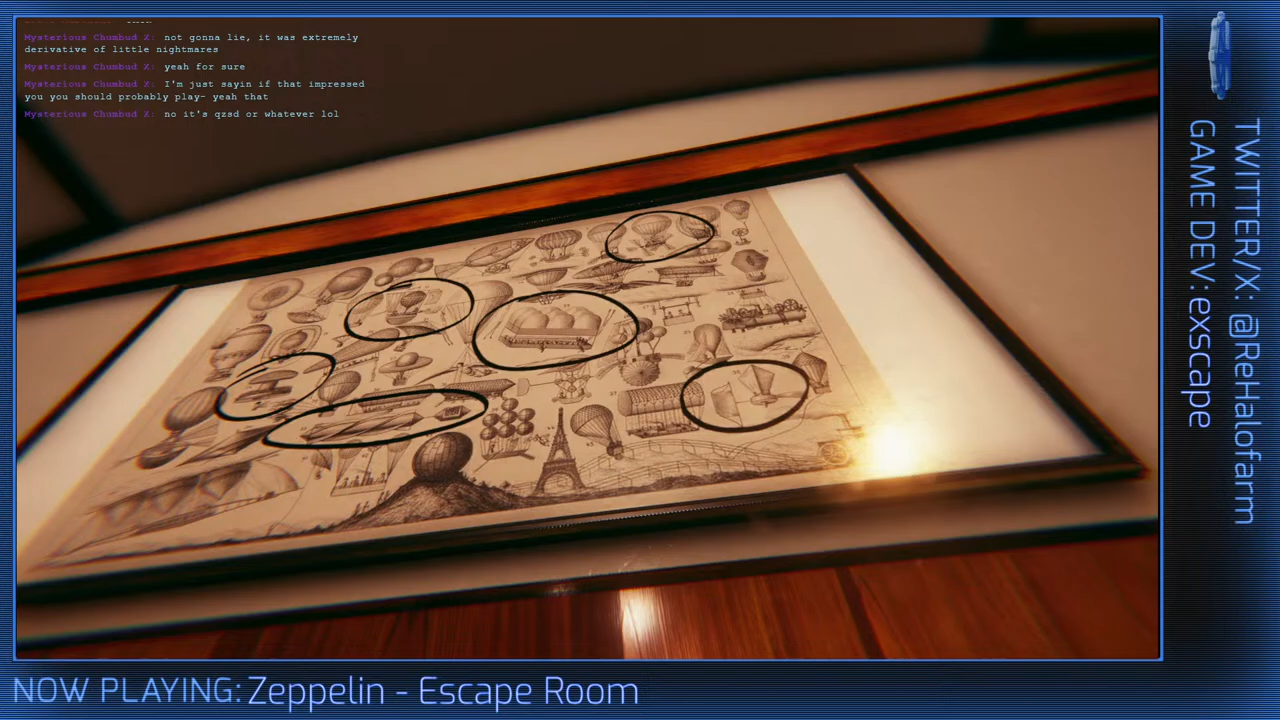 Mysterious Chumbud X: not gonna lie, it was extremely
derivative of little nightmares
Mysterious Chumbud X: yeah for sure
Mysterious Chumbud X: I'm just sayin if that impressed
you you should probably play- yeah that
Mysterious Chumbud X: no it's qzsd or whatever lol
TWITTER/X: @ReHalofarm
GAME DEV: exscape
NOW PLAYING: Zeppelin - Escape Room